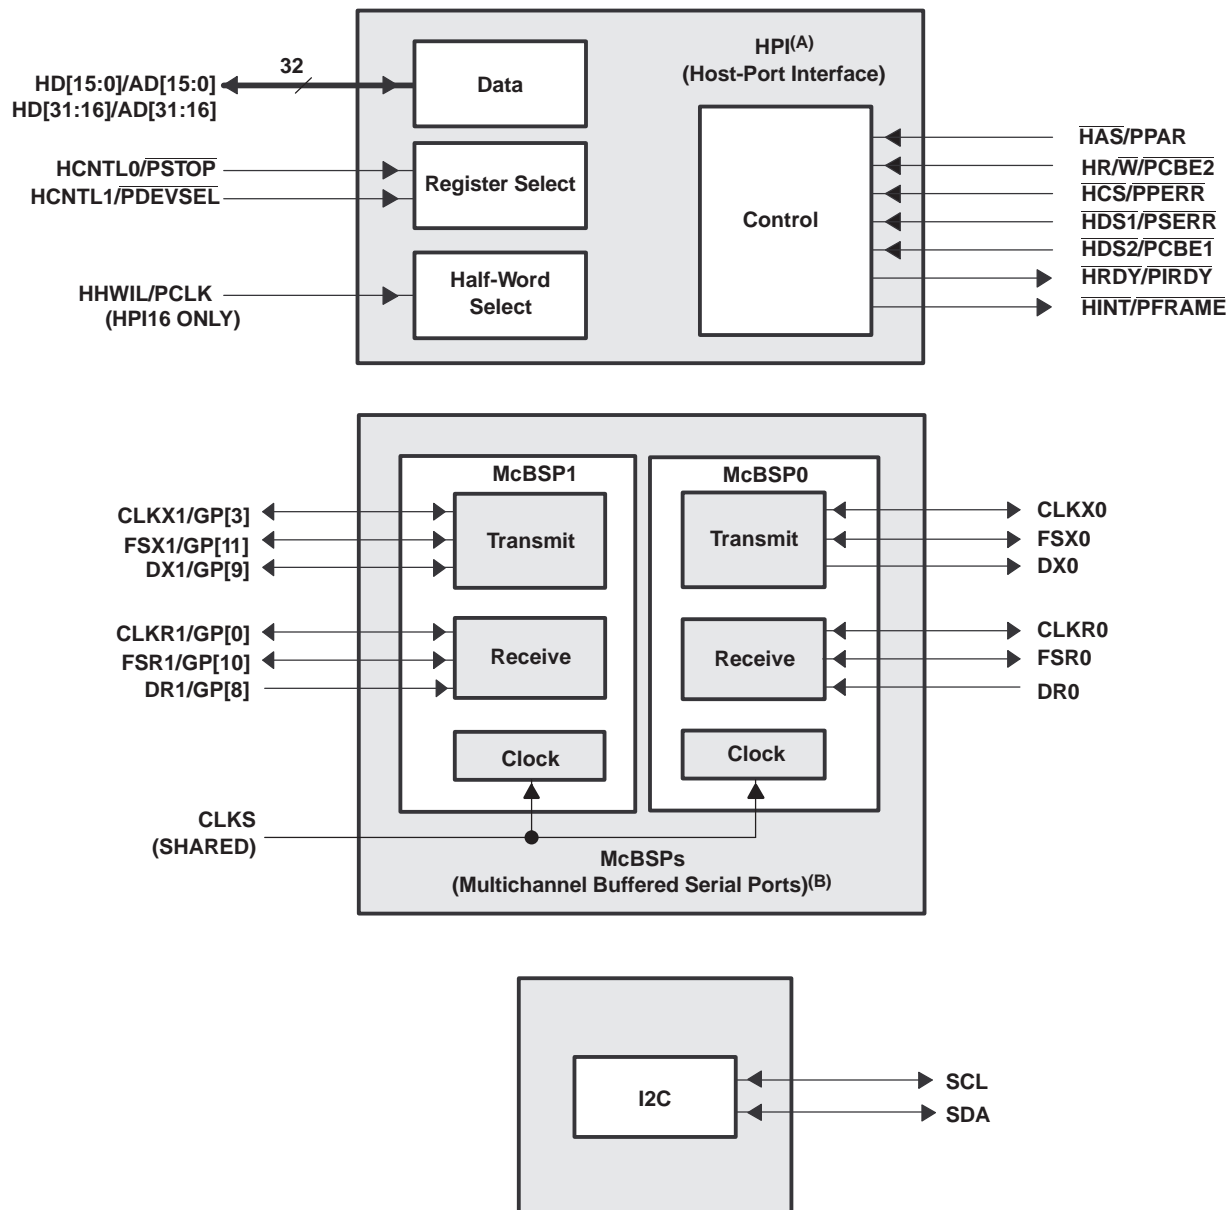 HPI(A)
(Host-Port Interface)
32
HD[15:0]/AD[15:0]
HD[31:16]/AD[31:16]
Data
HCNTL0/PSTOP
HCNTL1/PDEVSEL
Register Select
HHWIL/PCLK
(HPI16 ONLY)
Half-Word
Select
Control
HAS/PPAR
HR/W/PCBE2
HCS/PPERR
HDS1/PSERR
HDS2/PCBE1
HRDY/PIRDY
HINT/PFRAME
McBSP1
McBSP0
CLKX1/GP[3]
FSX1/GP[11]
DX1/GP[9]
Transmit
Transmit
CLKX0
FSX0
DX0
CLKR1/GP[0]
FSR1/GP[10]
DR1/GP[8]
Receive
Receive
CLKR0
FSR0
DR0
Clock
Clock
CLKS
(SHARED)
McBSPs
(Multichannel Buffered Serial Ports)(B)
I2C
SCL
SDA